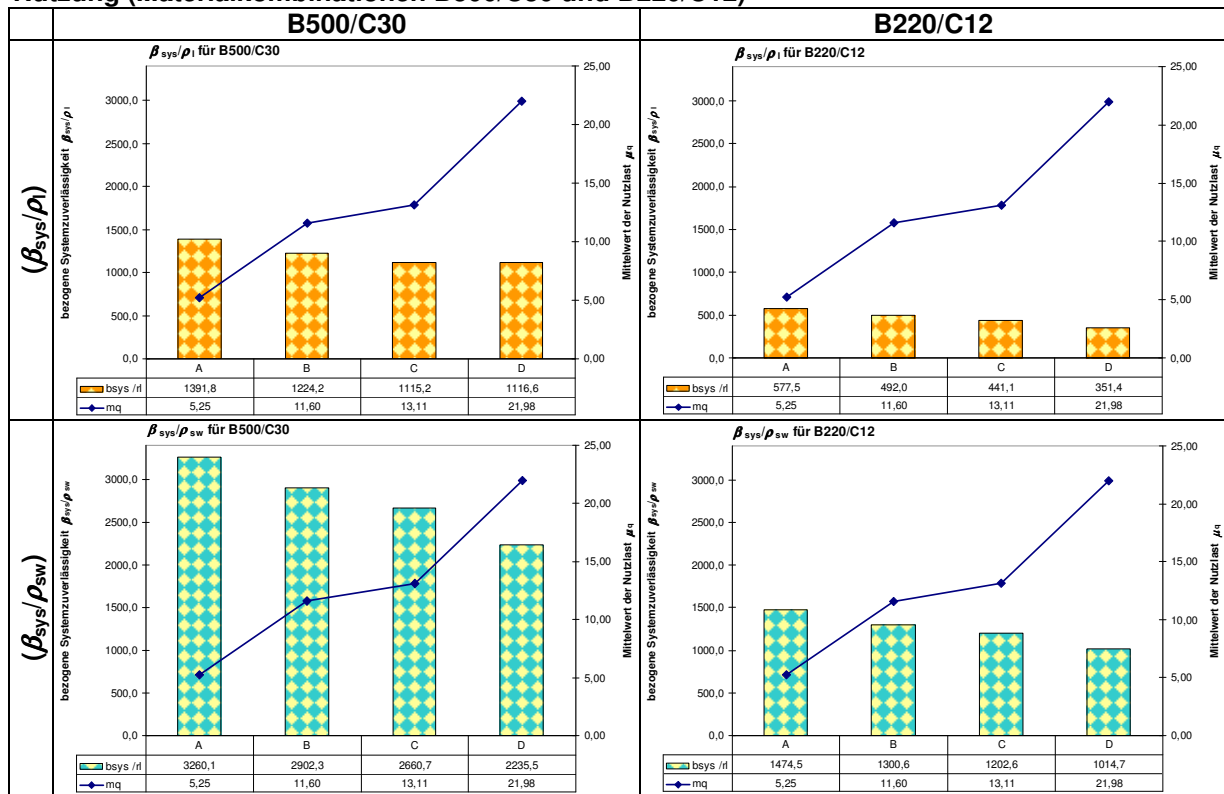 Nutzung (Materialkombinationen B500/C30 und B220/C12)
B500/C30
B220/C12
(βsys/ρl)
βsys/ρl für B500/C30
bezogene Systemzuverlässigkeit βsys/ρl
3000,0
2500,0
2000,0
1500,0
1000,0
500,0
0,0
25,00
20,00
15,00
10,00
5,00
0,00
Mittelwert der Nutzlast μq
A B C D
bsys /rl 1391,8 1224,2 1115,2 1116,6
mq 5,25 11,60 13,11 21,98
βsys/ρl für B220/C12
bezogene Systemzuverlässigkeit βsys/ρl
3000,0
2500,0
2000,0
1500,0
1000,0
500,0
0,0
25,00
20,00
15,00
10,00
5,00
0,00
Mittelwert der Nutzlast μq
A B C D
bsys /rl 577,5 492,0 441,1 351,4
mq 5,25 11,60 13,11 21,98
(βsys/ρsw)
βsys/ρsw für B500/C30
bezogene Systemzuverlässigkeit βsys/ρsw
3000,0
2500,0
2000,0
1500,0
1000,0
500,0
0,0
25,00
20,00
15,00
10,00
5,00
0,00
Mittelwert der Nutzlast μq
A B C D
bsys /rl 3260,1 2902,3 2660,7 2235,5
mq 5,25 11,60 13,11 21,98
βsys/ρsw für B220/C12
bezogene Systemzuverlässigkeit βsys/ρsw
3000,0
2500,0
2000,0
1500,0
1000,0
500,0
0,0
25,00
20,00
15,00
10,00
5,00
0,00
Mittelwert der Nutzlast μq
A B C D
bsys /rl 1474,5 1300,6 1202,6 1014,7
mq 5,25 11,60 13,11 21,98